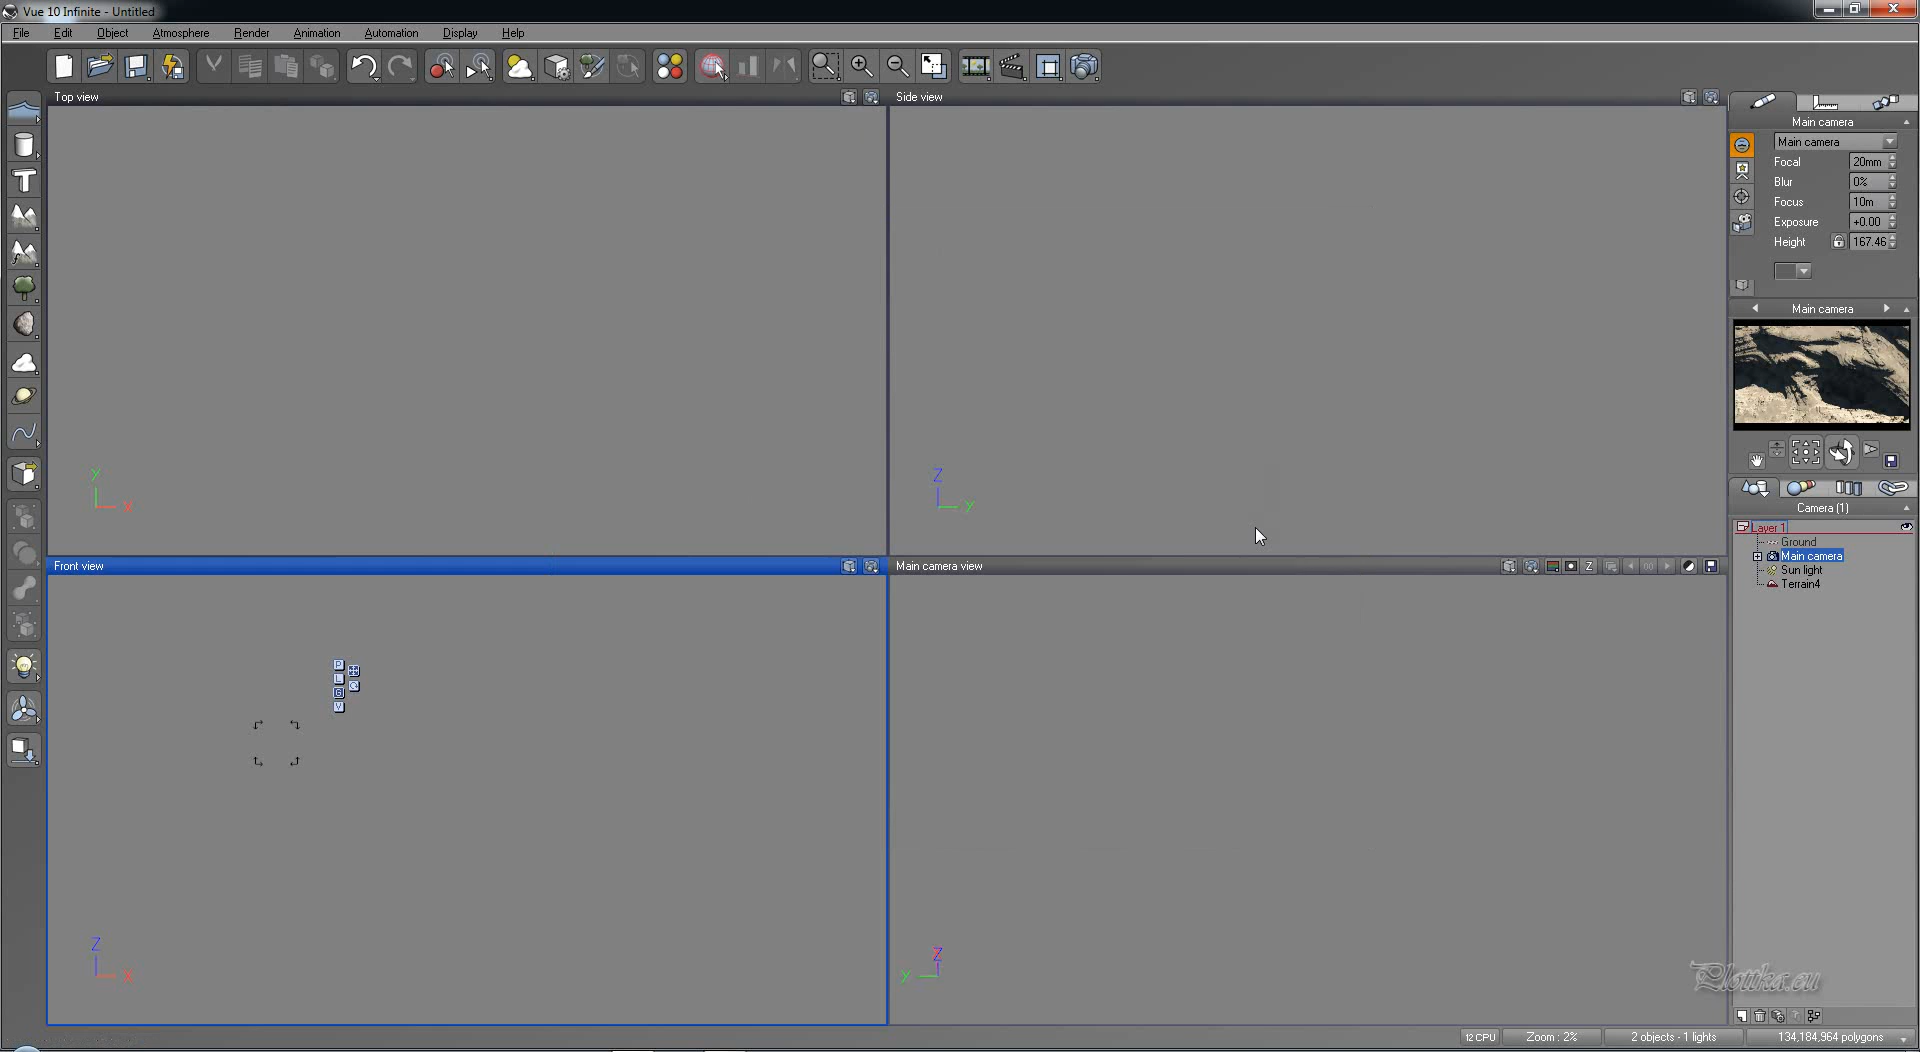 Vue 10 Infinite - Untitled
File Edit Object Atmosphere Render Animation Automation Display Help
Top view
Side view
Main camera
Main camera
Focal 20mm
Blur 0%
Focus 10m
Exposure +0.00
Height 167.46
Main camera
Y
X
Z
Y
Camera (1)
Layer 1
Ground
Main camera
Sun light
Terrain4
Front view
Main camera view
Z
P
L
G
V
Z
X
Z
Y
Plottka.eu
12 CPU Zoom : 2% 2 objects - 1 lights 134,184,964 polygons